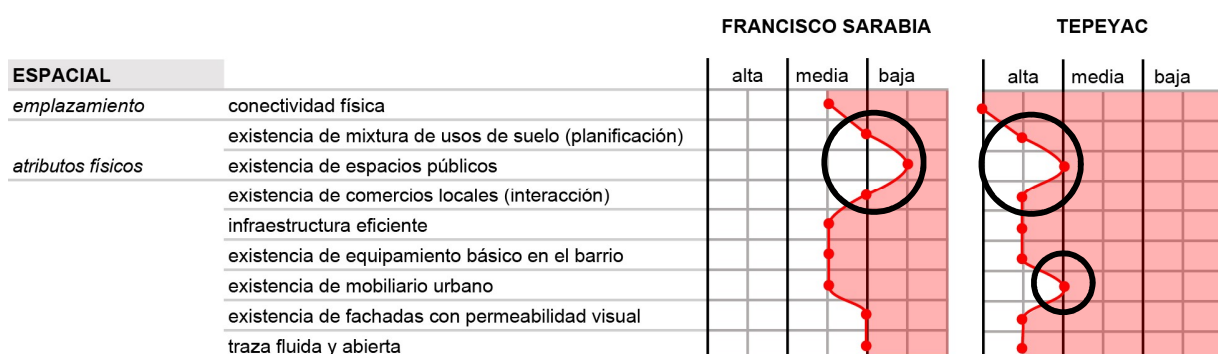 FRANCISCO SARABIA TEPEYAC
ESPACIAL alta media baja alta media baja
emplazamiento conectividad física
existencia de mixtura de usos de suelo (planificación)
atributos físicos existencia de espacios públicos
existencia de comercios locales (interacción)
infraestructura eficiente
existencia de equipamiento básico en el barrio
existencia de mobiliario urbano
existencia de fachadas con permeabilidad visual
traza fluida y abierta